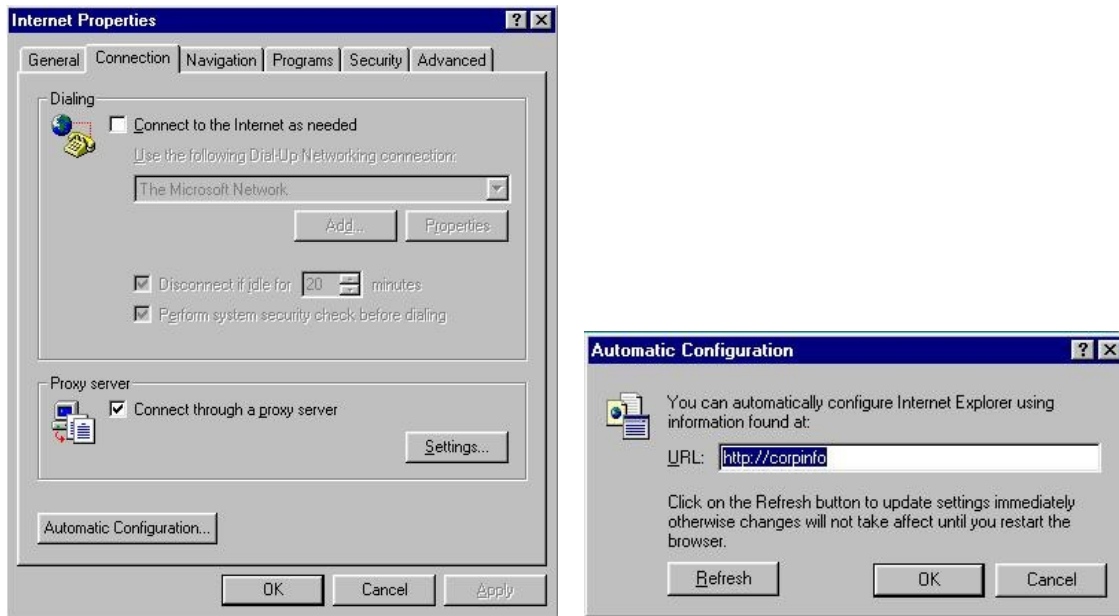 Internet Properties
General Connection Navigation Programs Security Advanced
Dialing
Connect to the Internet as needed
Use the following Dial-Up Networking connection:
The Microsoft Network
Add... Properties
Disconnect if idle for 20 minutes
Perform system security check before dialing
Proxy server
Connect through a proxy server
Settings...
Automatic Configuration...
OK Cancel Apply
Automatic Configuration
You can automatically configure Internet Explorer using
information found at:
URL: http://corpinfo
Click on the Refresh button to update settings immediately
otherwise changes will not take affect until you restart the
browser.
Refresh OK Cancel